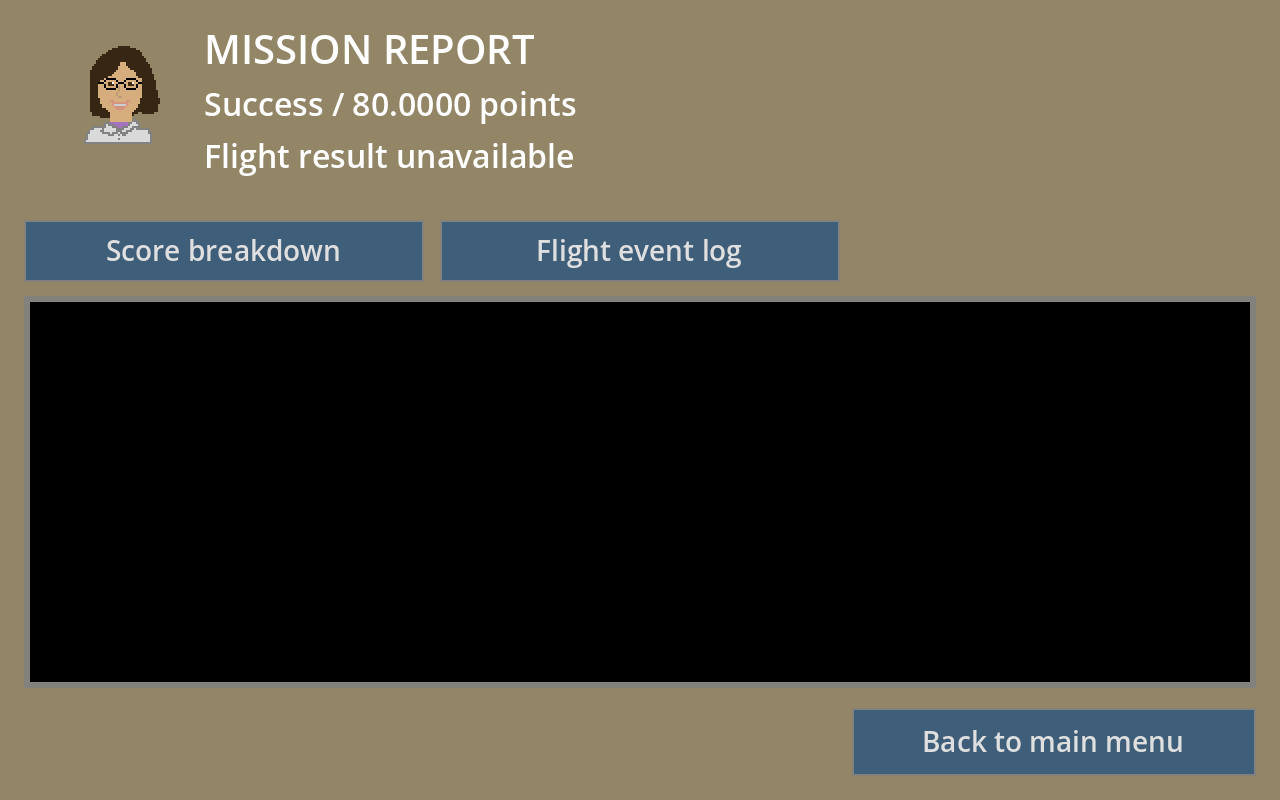 MISSION REPORT
Success / 80.0000 points
Flight result unavailable
Score breakdown
Flight event log
Back to main menu